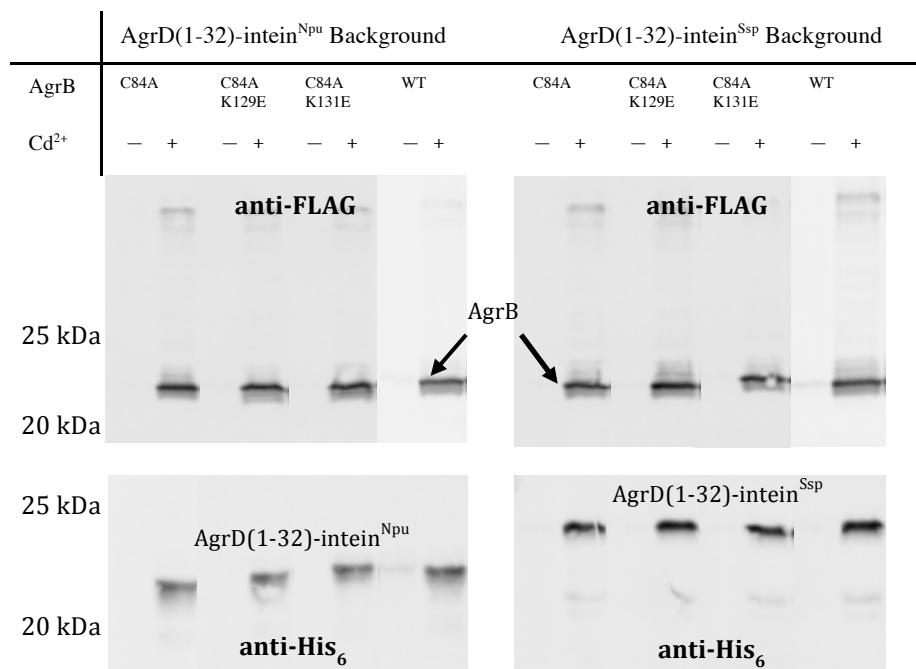 AgrD(1-32)-intein^Npu Background AgrD(1-32)-intein^Ssp Background
AgrB C84A C84A K129E C84A K131E WT C84A C84A K129E C84A K131E WT
Cd²⁺ — + — + — + — + — + — + — + — +
anti-FLAG anti-FLAG
AgrB
25 kDa
20 kDa
25 kDa
AgrD(1-32)-intein^Ssp
AgrD(1-32)-intein^Npu
20 kDa
anti-His₆ anti-His₆